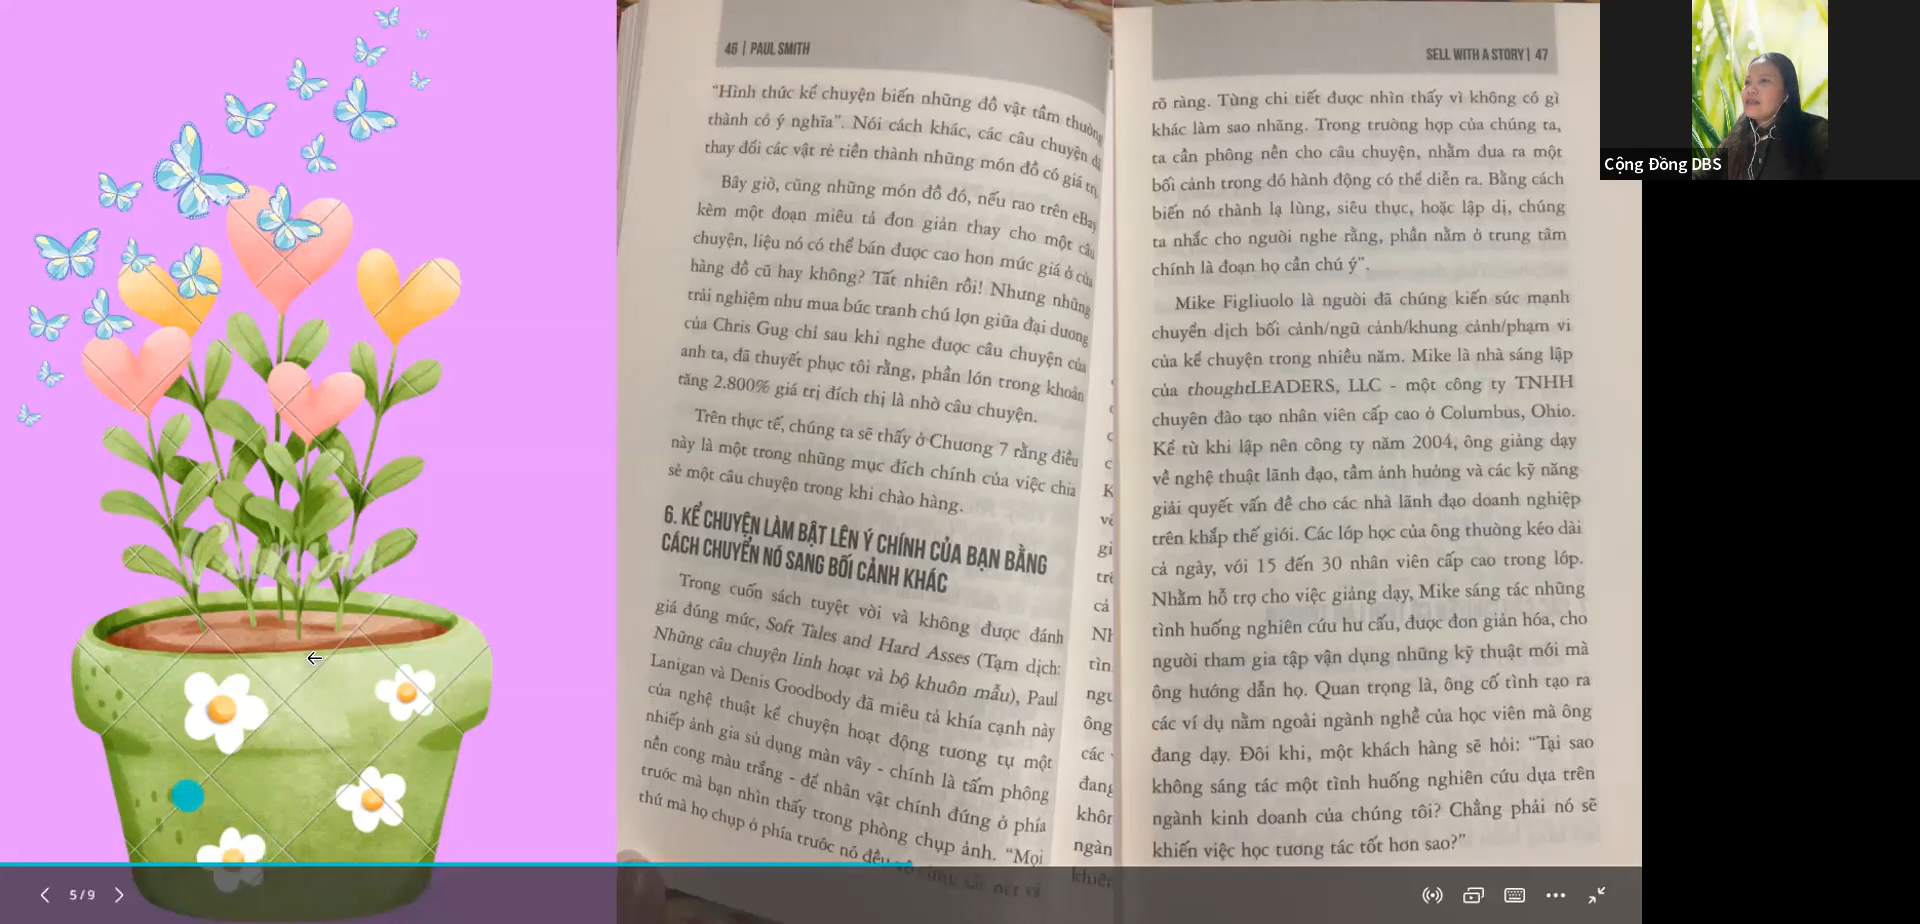 46 | PAUL SMITH
“Hình thức kể chuyện biến những đồ vật tầm thường
thành có ý nghĩa”. Nói cách khác, các câu chuyện đã
thay đổi các vật rẻ tiền thành những món đồ có giá trị.
Bây giờ, cũng những món đồ đó, nếu rao trên eBay
kèm một đoạn miêu tả đơn giản thay cho một câu
chuyện, liệu nó có thể bán được cao hơn mức giá ở cửa
hàng đồ cũ hay không? Tất nhiên rồi! Nhưng những
trải nghiệm như mua bức tranh chú lợn giữa đại dương
của Chris Gug chỉ sau khi nghe được câu chuyện của
anh ta, đã thuyết phục tôi rằng, phần lớn trong khoản
tăng 2.800% giá trị đích thị là nhờ câu chuyện.
Trên thực tế, chúng ta sẽ thấy ở Chương 7 rằng điều
này là một trong những mục đích chính của việc chia
sẻ một câu chuyện trong khi chào hàng.
6. KỂ CHUYỆN LÀM BẬT LÊN Ý CHÍNH CỦA BẠN BẰNG
CÁCH CHUYỂN NÓ SANG BỐI CẢNH KHÁC
Trong cuốn sách tuyệt vời và không được đánh
giá đúng mức, Soft Tales and Hard Asses (Tạm dịch:
Những câu chuyện linh hoạt và bộ khuôn mẫu), Paul
Lanigan và Denis Goodbody đã miêu tả khía cạnh này
của nghệ thuật kể chuyện hoạt động tương tự một
nhiếp ảnh gia sử dụng màn vây - chính là tấm phông
nền cong màu trắng - để nhân vật chính đứng ở phía
trước mà bạn nhìn thấy trong phòng chụp ảnh. “Mọi
thứ mà họ chụp ở phía trước nó đều
SELL WITH A STORY | 47
rõ ràng. Từng chi tiết được nhìn thấy vì không có gì
khác làm sao nhãng. Trong trường hợp của chúng ta,
ta cần phông nền cho câu chuyện, nhằm đưa ra một
bối cảnh trong đó hành động có thể diễn ra. Bằng cách
biến nó thành lạ lùng, siêu thực, hoặc lập dị, chúng
ta nhắc cho người nghe rằng, phần nằm ở trung tâm
chính là đoạn họ cần chú ý”.
Mike Figliuolo là người đã chứng kiến sức mạnh
chuyển dịch bối cảnh/ngữ cảnh/khung cảnh/phạm vi
của kể chuyện trong nhiều năm. Mike là nhà sáng lập
của thoughtLEADERS, LLC - một công ty TNHH
chuyên đào tạo nhân viên cấp cao ở Columbus, Ohio.
Kể từ khi lập nên công ty năm 2004, ông giảng dạy
về nghệ thuật lãnh đạo, tầm ảnh hưởng và các kỹ năng
giải quyết vấn đề cho các nhà lãnh đạo doanh nghiệp
trên khắp thế giới. Các lớp học của ông thường kéo dài
cả ngày, với 15 đến 30 nhân viên cấp cao trong lớp.
Nhằm hỗ trợ cho việc giảng dạy, Mike sáng tác những
tình huống nghiên cứu hư cấu, được đơn giản hóa, cho
người tham gia tập vận dụng những kỹ thuật mới mà
ông hướng dẫn họ. Quan trọng là, ông cố tình tạo ra
các ví dụ nằm ngoài ngành nghề của học viên mà ông
đang dạy. Đôi khi, một khách hàng sẽ hỏi: “Tại sao
không sáng tác một tình huống nghiên cứu dựa trên
ngành kinh doanh của chúng tôi? Chẳng phải nó sẽ
khiến việc học tương tác tốt hơn sao?”
Cộng Đồng DBS
5 / 9